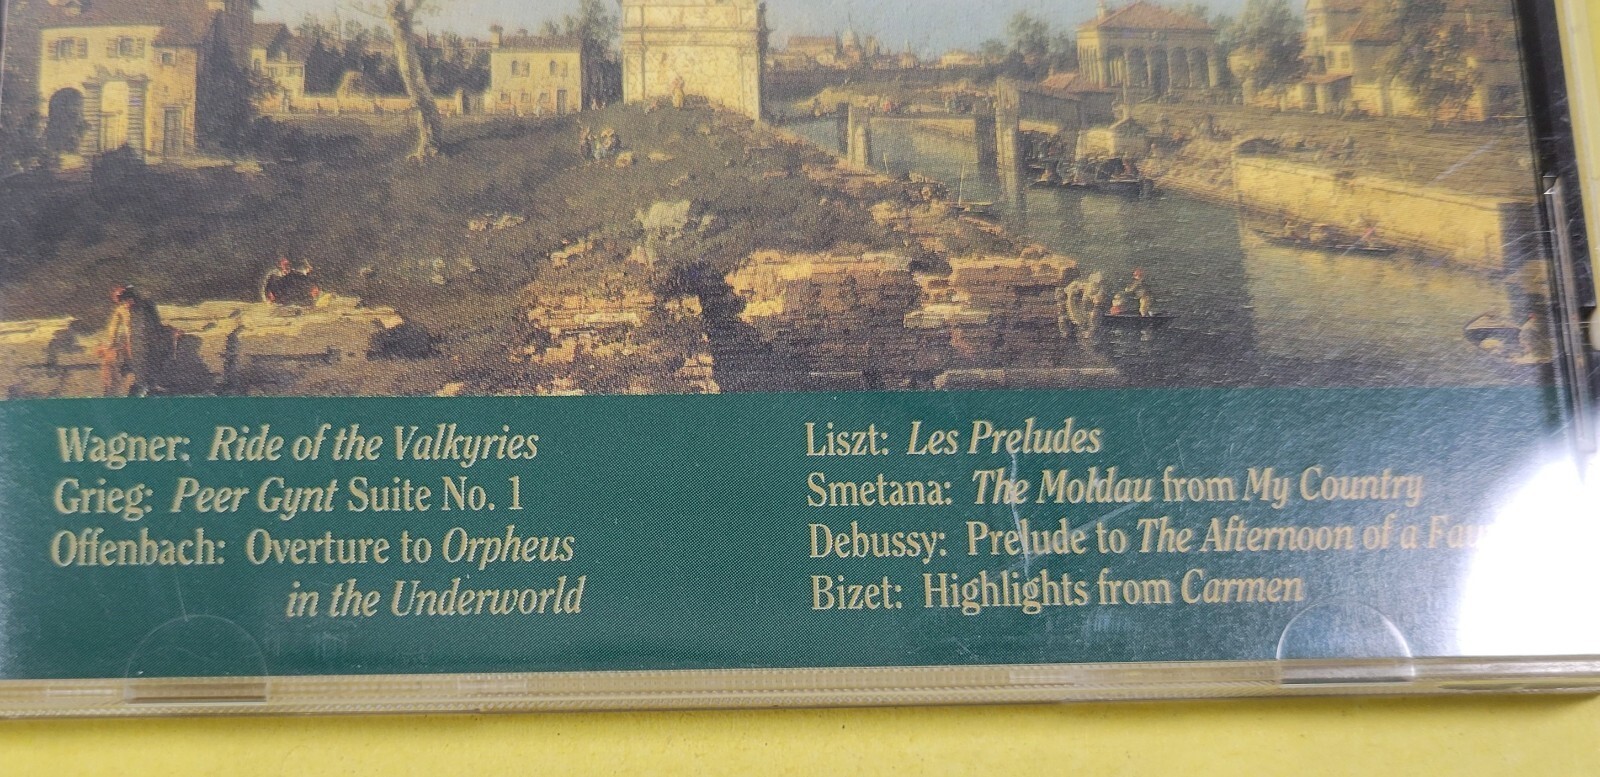 Wagner: Ride of the Valkyries
Grieg: Peer Gynt Suite No. 1
Offenbach: Overture to Orpheus
in the Underworld
Liszt: Les Preludes
Smetana: The Moldau from My Country
Debussy: Prelude to The Afternoon of a
Bizet: Highlights from Carmen